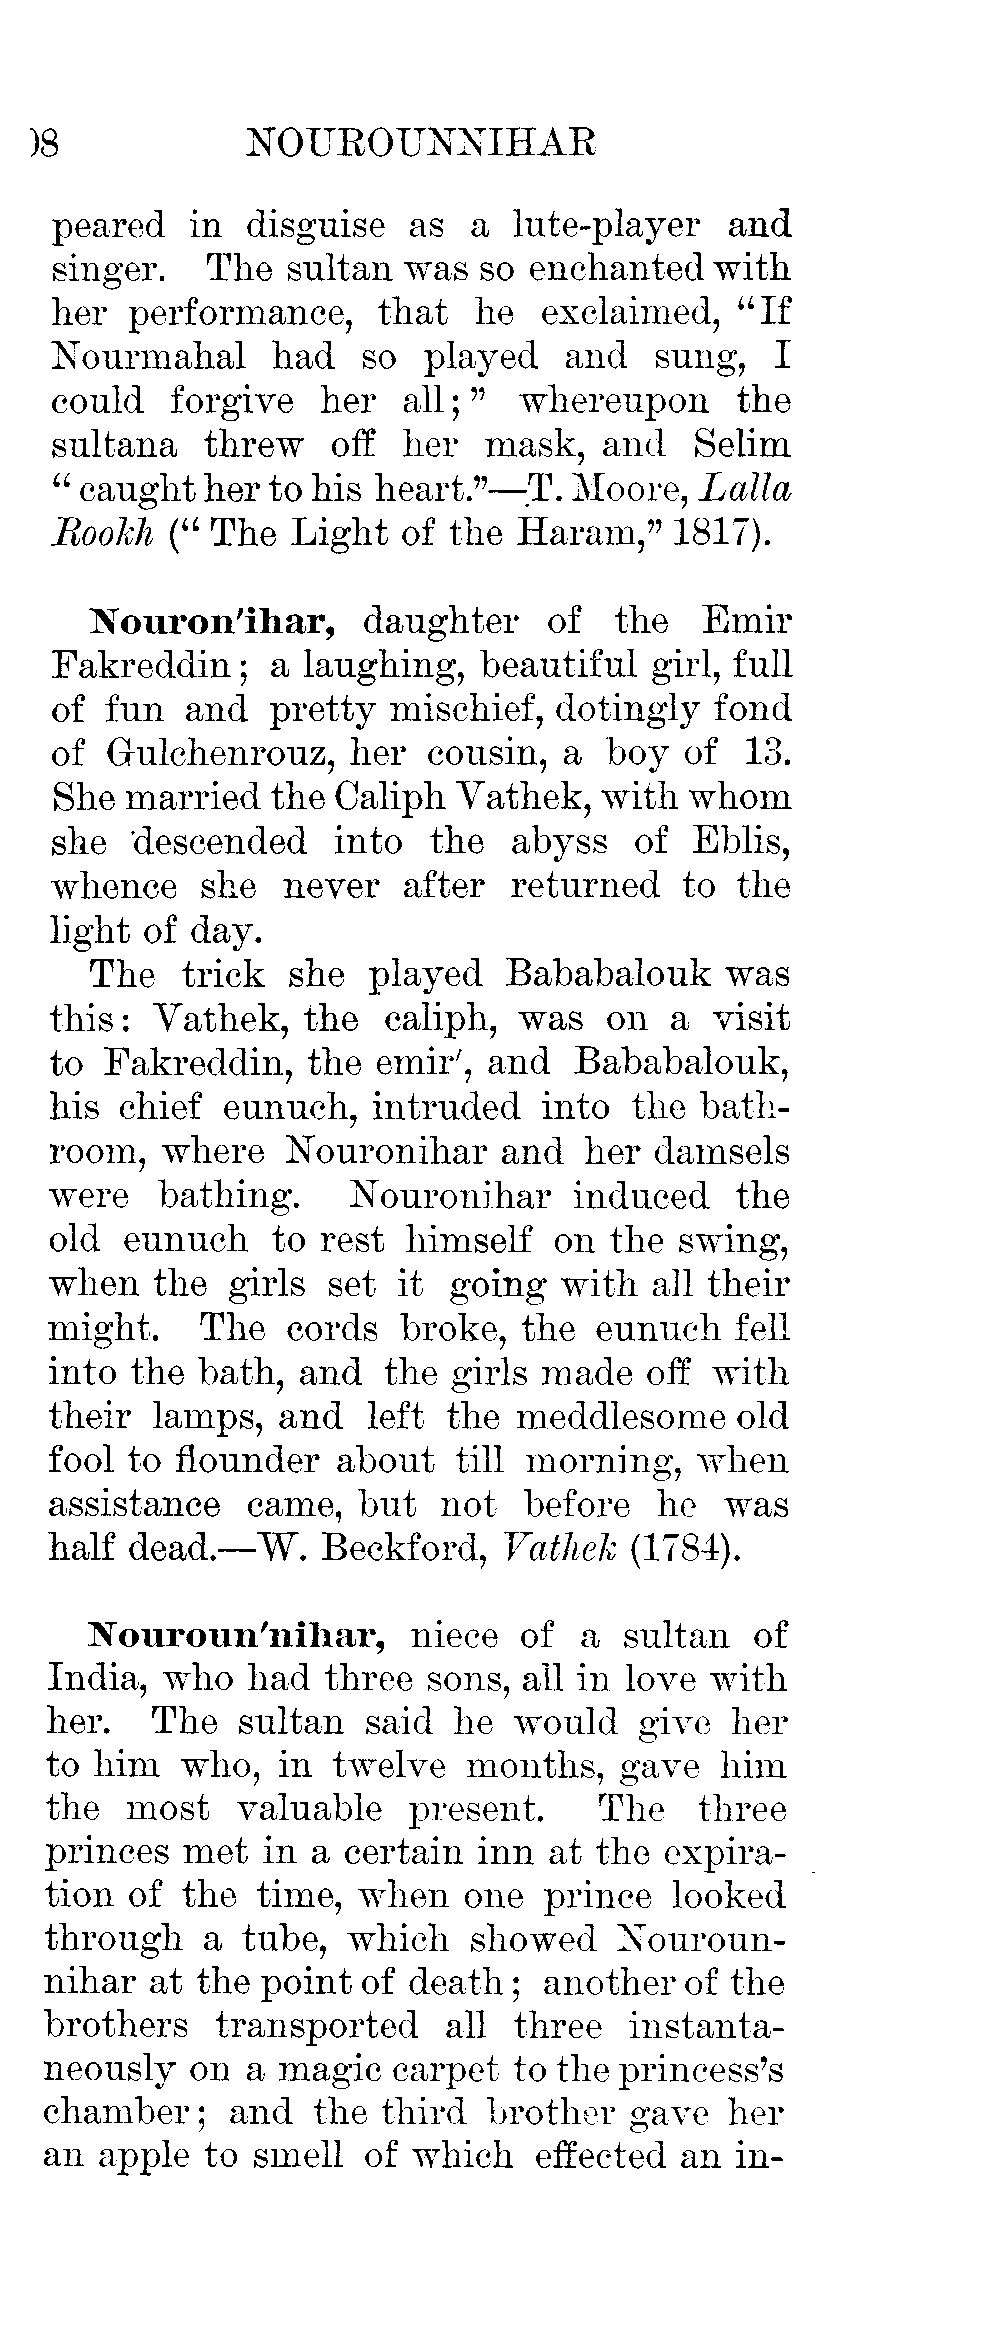 )8 NOUROUNNIHAR
peared in disguise as a lute-player and
singer. The sultan was so enchanted with
her performance, that he exclaimed, “If
Nourmahal had so played and sung, I
could forgive her all;” whereupon the
sultana threw off her mask, and Selim
“caught her to his heart.”—T. Moore, Lalla
Rookh (“The Light of the Haram,” 1817).
Nouron'ihar, daughter of the Emir
Fakreddin; a laughing, beautiful girl, full
of fun and pretty mischief, dotingly fond
of Gulchenrouz, her cousin, a boy of 13.
She married the Caliph Vathek, with whom
she descended into the abyss of Eblis,
whence she never after returned to the
light of day.
The trick she played Bababalouk was
this: Vathek, the caliph, was on a visit
to Fakreddin, the emir', and Bababalouk,
his chief eunuch, intruded into the bath-
room, where Nouronihar and her damsels
were bathing. Nouronihar induced the
old eunuch to rest himself on the swing,
when the girls set it going with all their
might. The cords broke, the eunuch fell
into the bath, and the girls made off with
their lamps, and left the meddlesome old
fool to flounder about till morning, when
assistance came, but not before he was
half dead.—W. Beckford, Vathek (1784).
Nouroun'nihar, niece of a sultan of
India, who had three sons, all in love with
her. The sultan said he would give her
to him who, in twelve months, gave him
the most valuable present. The three
princes met in a certain inn at the expira-
tion of the time, when one prince looked
through a tube, which showed Nouroun-
nihar at the point of death; another of the
brothers transported all three instanta-
neously on a magic carpet to the princess’s
chamber; and the third brother gave her
an apple to smell of which effected an in-